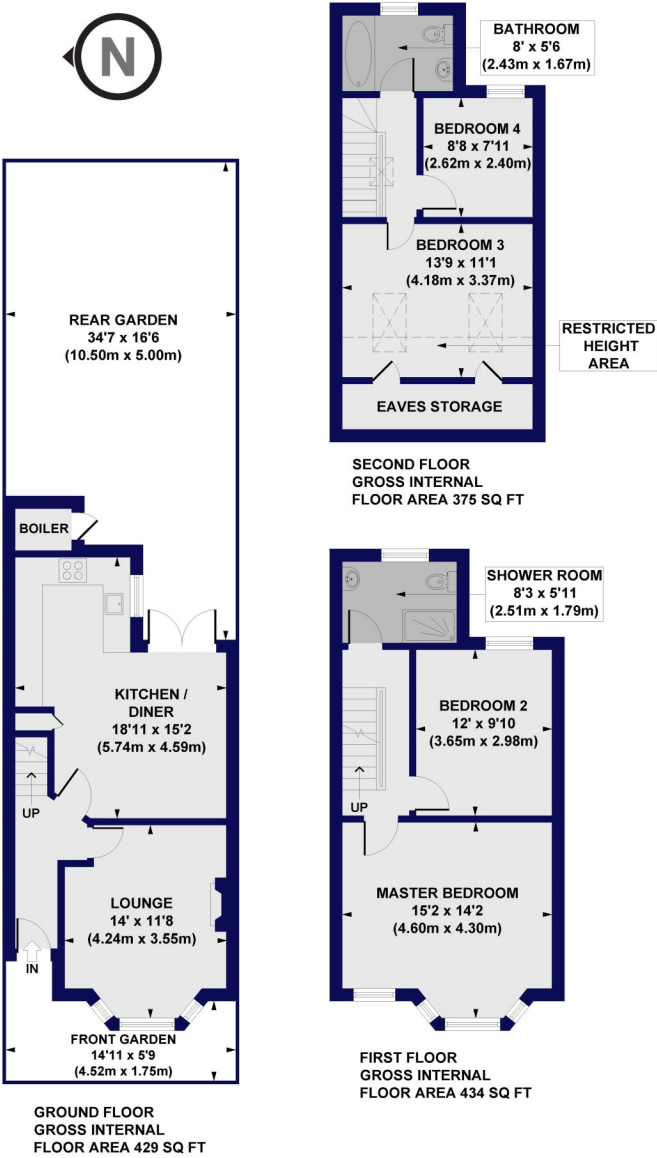 N
REAR GARDEN
34'7 x 16'6
(10.50m x 5.00m)
BOILER
KITCHEN /
DINER
18'11 x 15'2
(5.74m x 4.59m)
UP
LOUNGE
14' x 11'8
(4.24m x 3.55m)
IN
FRONT GARDEN
14'11 x 5'9
(4.52m x 1.75m)
GROUND FLOOR
GROSS INTERNAL
FLOOR AREA 429 SQ FT
BATHROOM
8' x 5'6
(2.43m x 1.67m)
BEDROOM 4
8'8 x 7'11
(2.62m x 2.40m)
BEDROOM 3
13'9 x 11'1
(4.18m x 3.37m)
RESTRICTED
HEIGHT
AREA
EAVES STORAGE
SECOND FLOOR
GROSS INTERNAL
FLOOR AREA 375 SQ FT
SHOWER ROOM
8'3 x 5'11
(2.51m x 1.79m)
BEDROOM 2
12' x 9'10
(3.65m x 2.98m)
UP
MASTER BEDROOM
15'2 x 14'2
(4.60m x 4.30m)
FIRST FLOOR
GROSS INTERNAL
FLOOR AREA 434 SQ FT